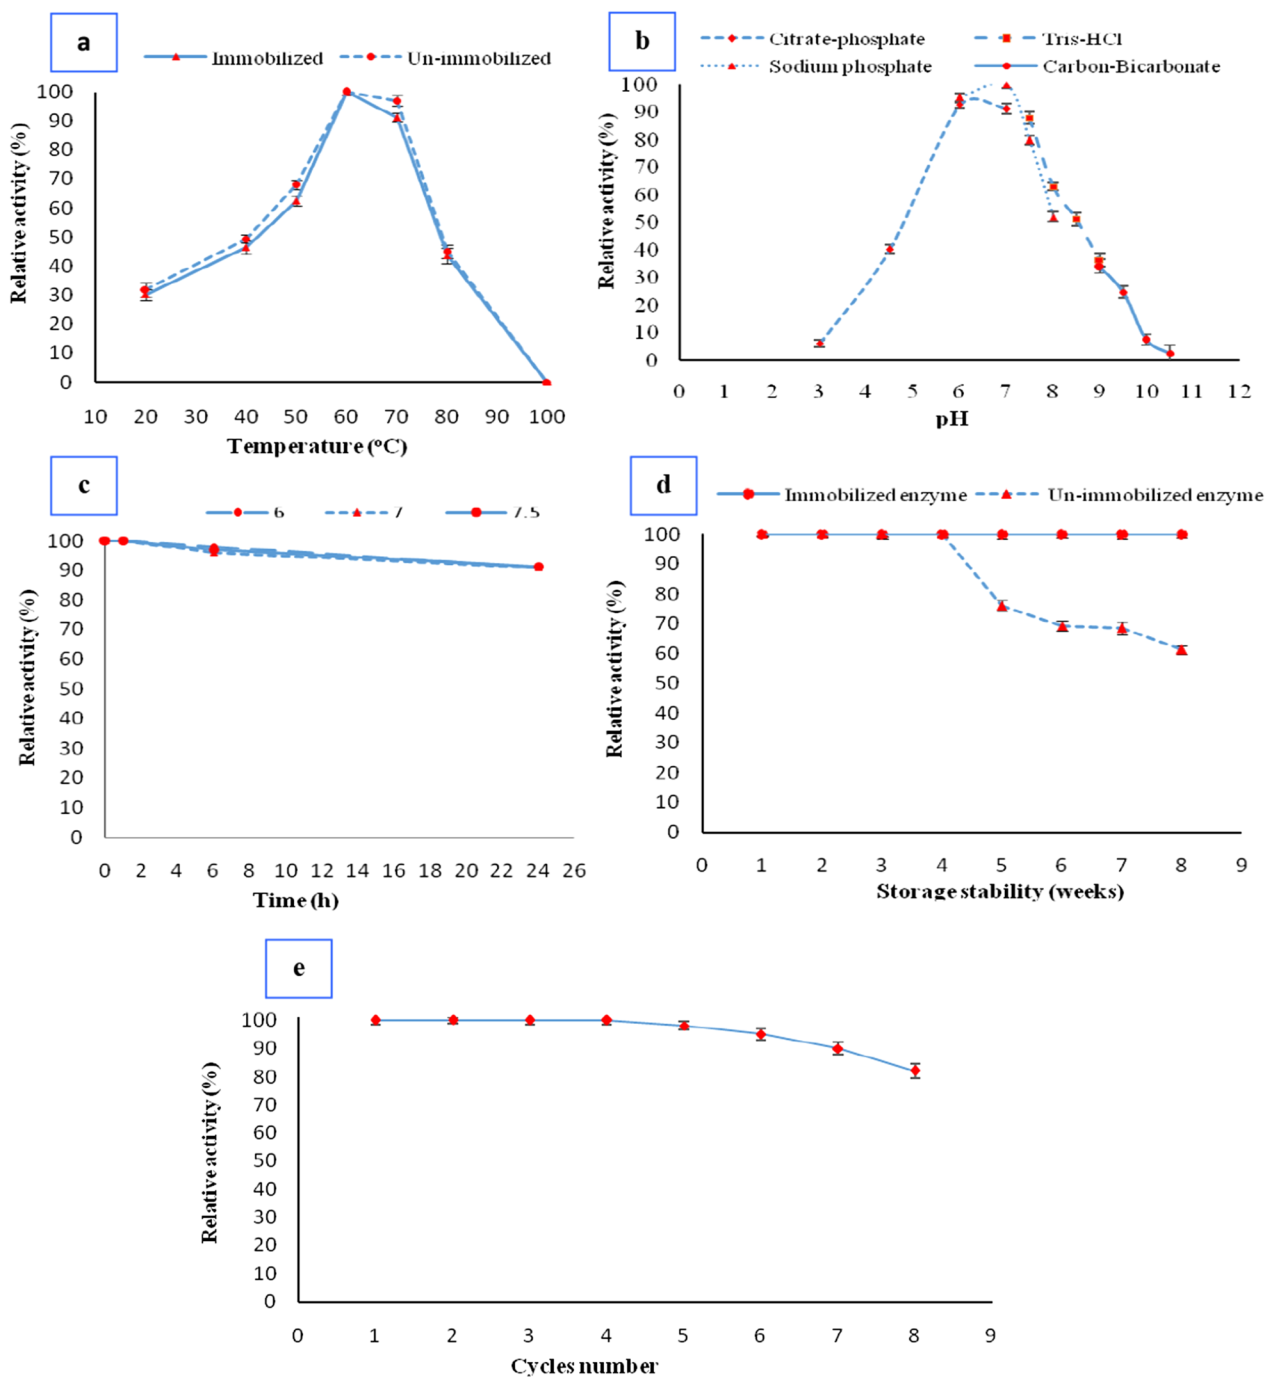 a
Immobilized
Un-immobilized
Relative activity (%)
100
90
80
70
60
50
40
30
20
10
0
10 20 30 40 50 60 70 80 90 100
Temperature (°C)
b
Citrate-phosphate
Tris-HCl
Sodium phosphate
Carbon-Bicarbonate
Relative activity (%)
100
90
80
70
60
50
40
30
20
10
0
0 1 2 3 4 5 6 7 8 9 10 11 12
pH
c
6
7
7.5
Relative activity (%)
100
90
80
70
60
50
40
30
20
10
0
0 2 4 6 8 10 12 14 16 18 20 22 24 26
Time (h)
d
Immobilized enzyme
Un-immobilized enzyme
Relative activity (%)
100
90
80
70
60
50
40
30
20
10
0
0 1 2 3 4 5 6 7 8 9
Storage stability (weeks)
e
Relative activity (%)
100
90
80
70
60
50
40
30
20
10
0
0 1 2 3 4 5 6 7 8 9
Cycles number